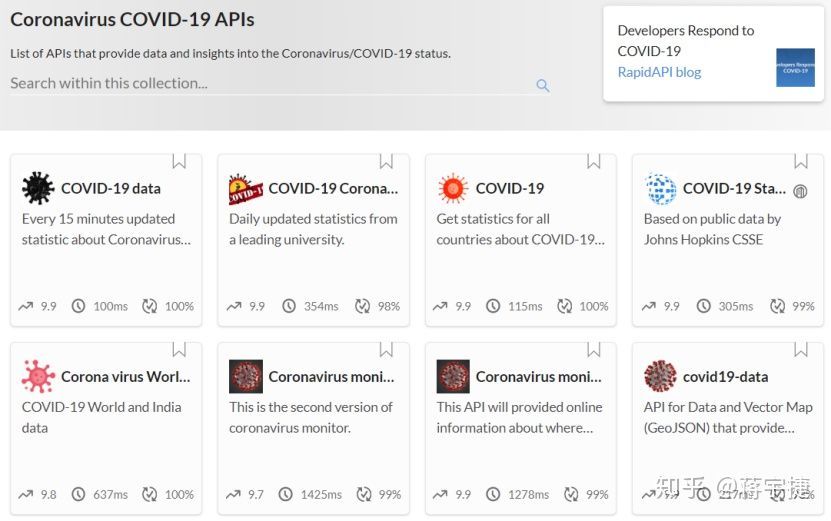 Coronavirus COVID-19 APIs
List of APIs that provide data and insights into the Coronavirus/COVID-19 status.
Search within this collection...
Developers Respond to
COVID-19
RapidAPI blog
velopers Respond
COVID-19
COVID-19 data
Every 15 minutes updated
statistic about Coronavirus...
9.9 100ms 100%
COVID-19 Corona...
Daily updated statistics from
a leading university.
9.9 354ms 98%
COVID-19
Get statistics for all
countries about COVID-19...
9.9 115ms 100%
COVID-19 Sta...
Based on public data by
Johns Hopkins CSSE
9.9 305ms 99%
Corona virus Worl...
COVID-19 World and India
data
9.8 637ms 100%
Coronavirus moni...
This is the second version of
coronavirus monitor.
9.7 1425ms 99%
Coronavirus moni...
This API will provided online
information about where...
9.9 1278ms 99%
covid19-data
API for Data and Vector Map
(GeoJSON) that provide...
9.9 217ms
知乎 @蒋宇捷